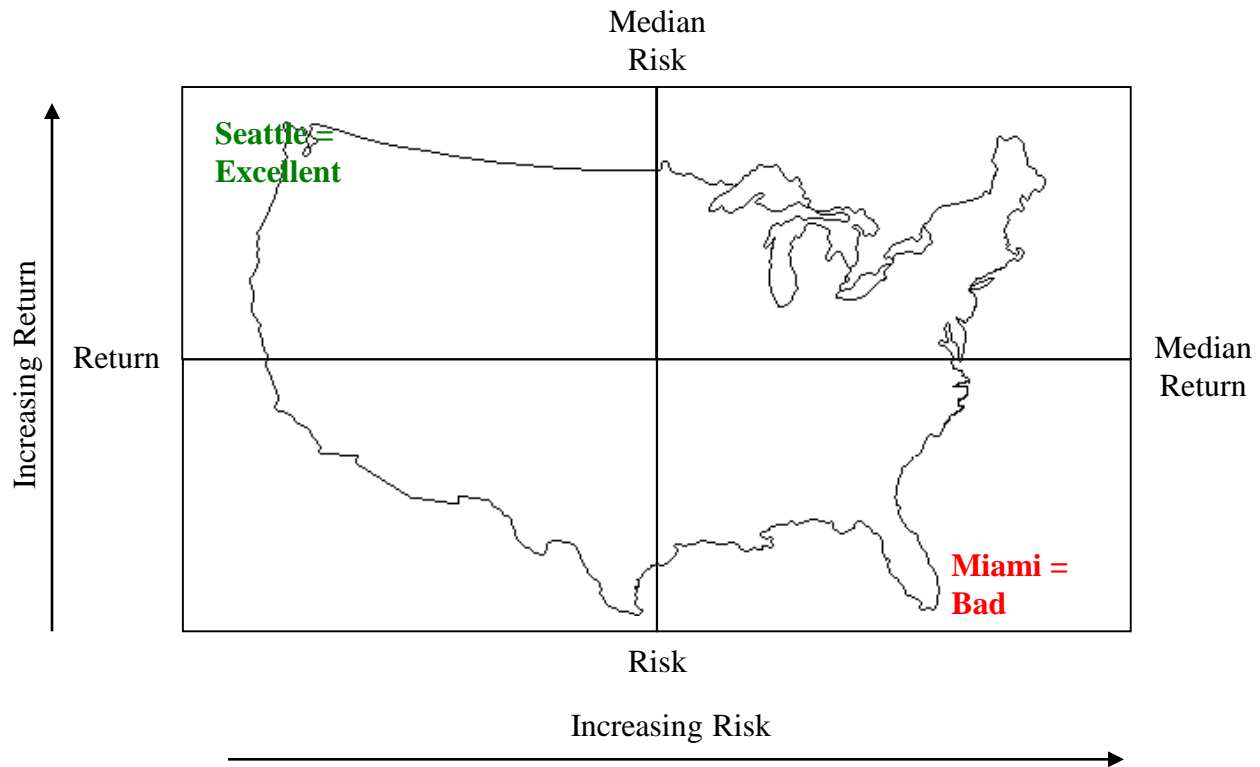 Median
Risk
Seattle =
Excellent
Increasing Return
Return
Median
Return
Miami =
Bad
Risk
Increasing Risk